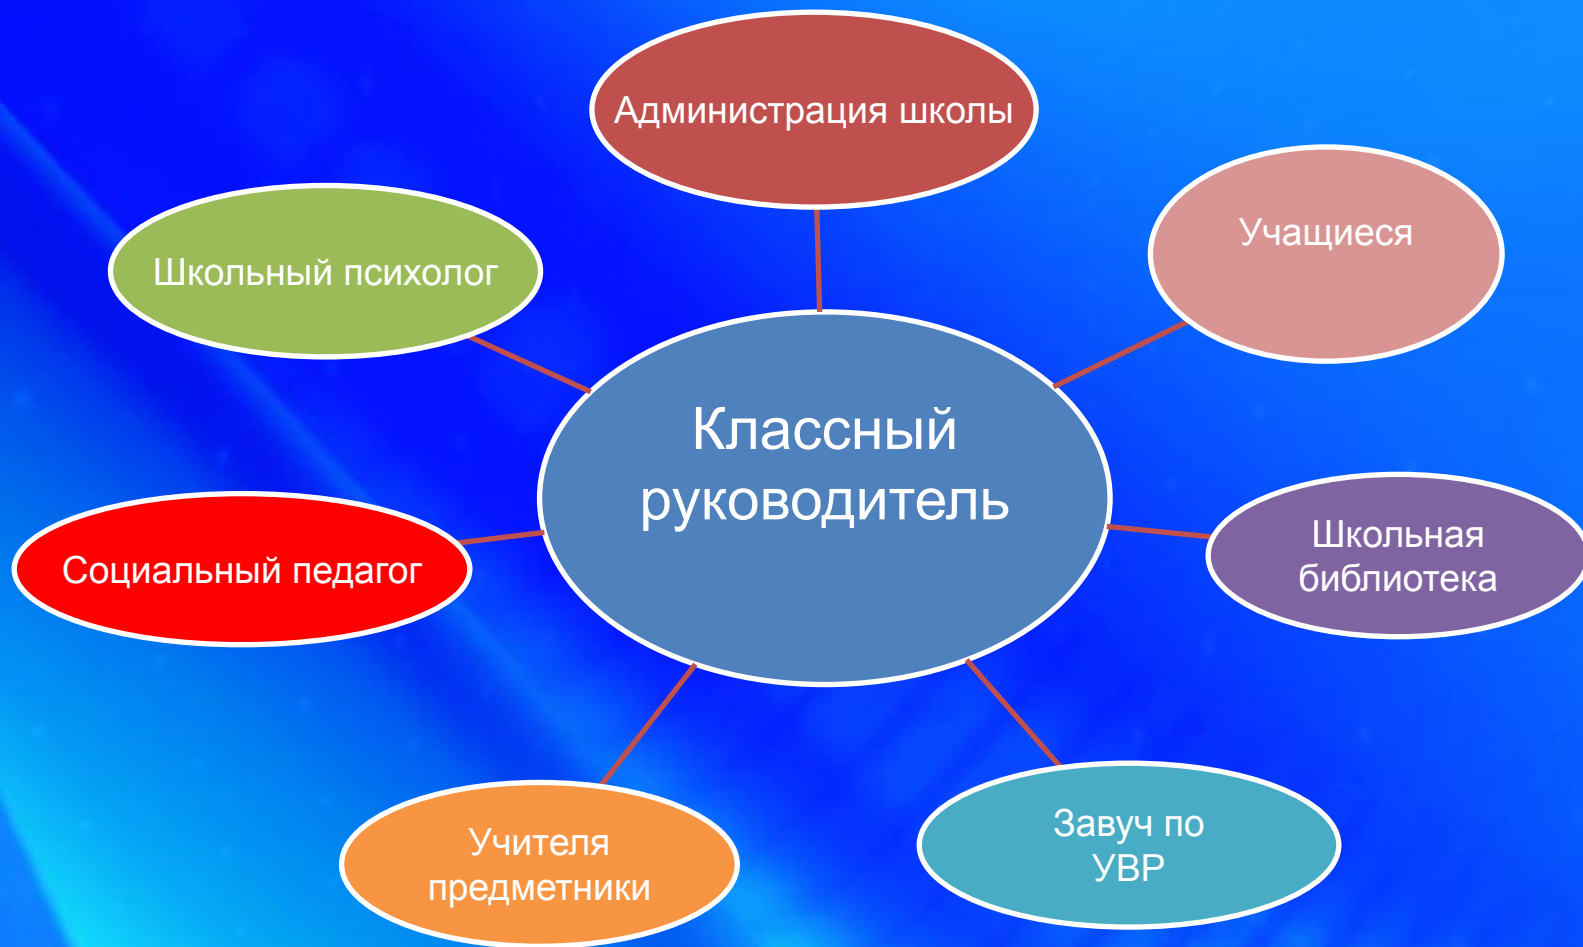 Администрация школы
Учащиеся
Школьный психолог
Классный
руководитель
Школьная
библиотека
Социальный педагог
Завуч по
УВР
Учителя
предметники